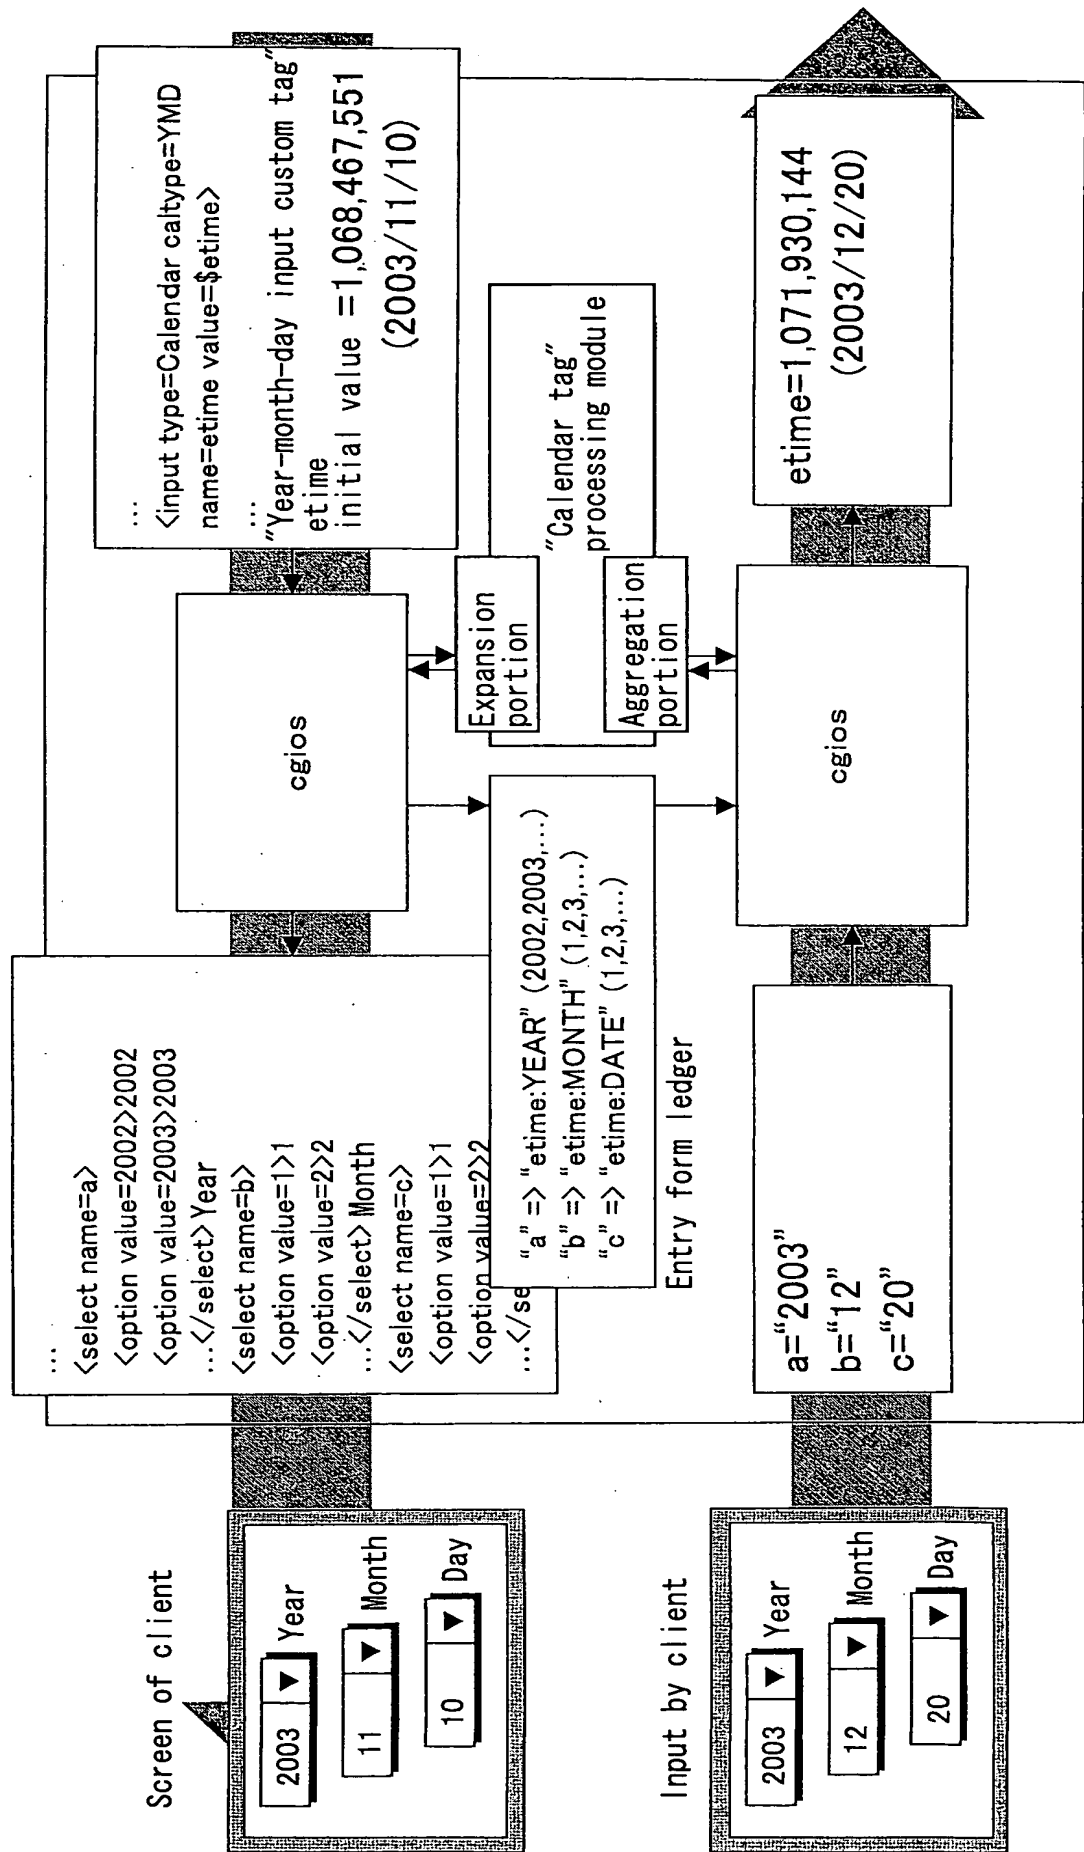 Screen of client
2003 Year
11 Month
10 Day
...
<select name=a>
<option value=2002>2002
<option value=2003>2003
...</select>Year
<select name=b>
<option value=1>1
<option value=2>2
...</select>Month
<select name=c>
<option value=1>1
<option value=2>2
...</se
cgios
...
<input type=Calendar caltype=YMD
name=etime value=$etime>
...
"Year-month-day input custom tag"
etime
initial value =1,068,467,551
(2003/11/10)
Expansion
portion
"Calendar tag"
processing module
Aggregation
portion
“a” => “etime:YEAR” (2002,2003,...)
“b” => “etime:MONTH” (1,2,3,...)
“c” => “etime:DATE” (1,2,3,...)
Entry form ledger
Input by client
2003 Year
12 Month
20 Day
a=“2003”
b=“12”
c=“20”
cgios
etime=1,071,930,144
(2003/12/20)